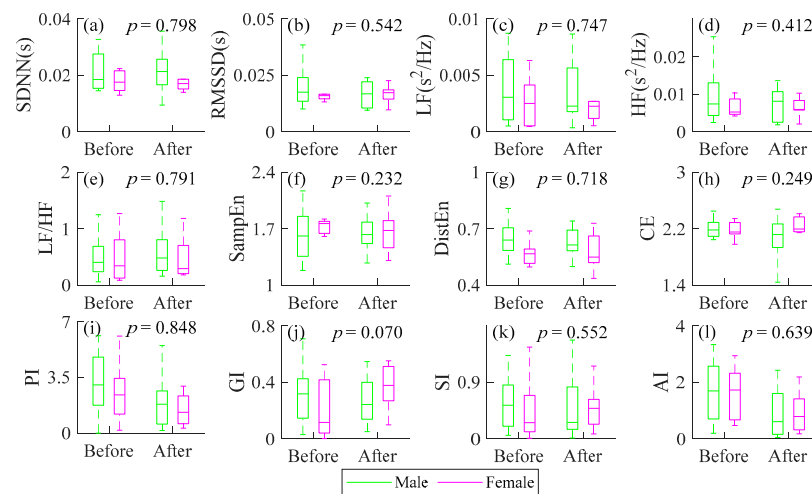 (a) p = 0.798
SDNN(s)
0.04
0.02
0
Before After
(b) p = 0.542
RMSSD(s)
0.05
0.025
0
Before After
(c) p = 0.747
LF(s²/Hz)
0.01
0.005
0
Before After
(d) p = 0.412
HF(s²/Hz)
0.02
0.01
0
Before After
(e) p = 0.791
LF/HF
2
1
0
Before After
(f) p = 0.232
SampEn
2.4
1.7
1
Before After
(g) p = 0.718
DistEn
0.7
0.4
Before After
(h) p = 0.249
CE
3
2.2
1.4
Before After
(i) p = 0.848
PI
7
3.5
0
Before After
(j) p = 0.070
GI
0.8
0.4
0
Before After
(k) p = 0.552
SI
0.9
0
Before After
(l) p = 0.639
AI
4
2
0
Before After
Male Female